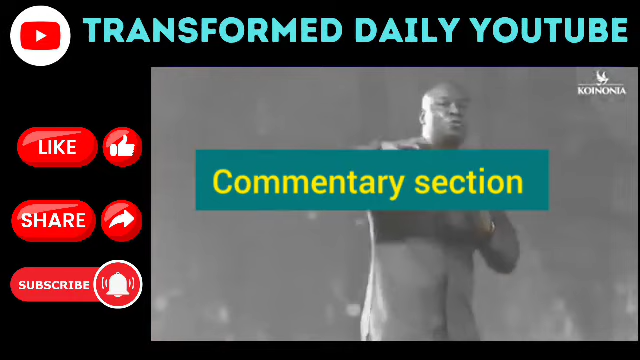 TRANSFORMED DAILY YOUTUBE
KOINONIA
LIKE
Commentary section
SHARE
SUBSCRIBE